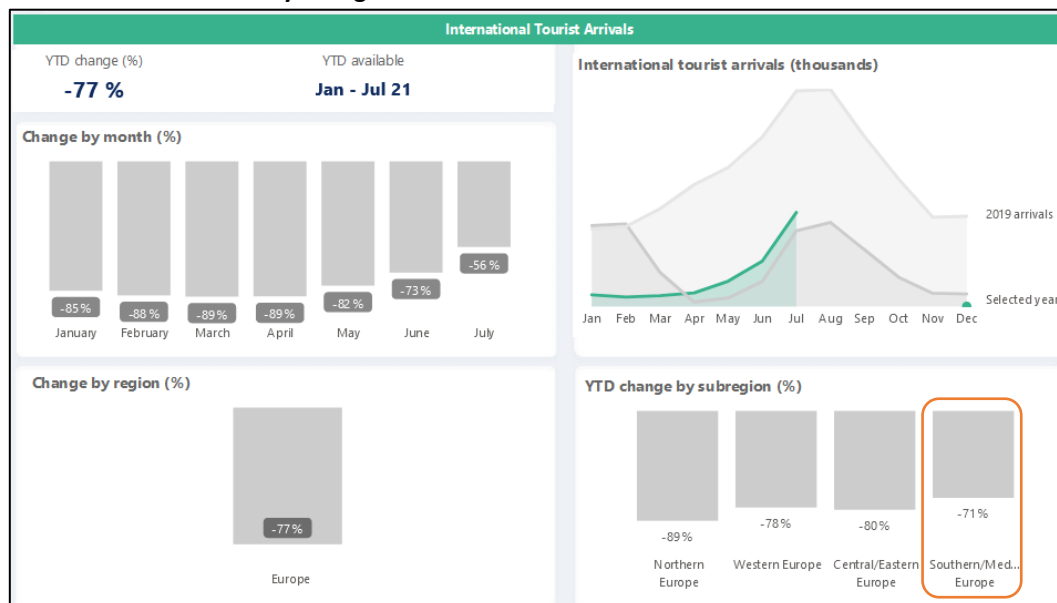 International Tourist Arrivals
YTD change (%)
YTD available
-77 %
Jan - Jul 21
International tourist arrivals (thousands)
2019 arrivals
Selected year
Jan Feb Mar Apr May Jun Jul Aug Sep Oct Nov Dec
Change by month (%)
-85 % -88 % -89 % -89 % -82 % -73 % -56 %
January February March April May June July
Change by region (%)
-77 %
Europe
YTD change by subregion (%)
-89 % -78 % -80 % -71 %
Northern Western Europe Central/Eastern Southern/Med...
Europe Europe Europe